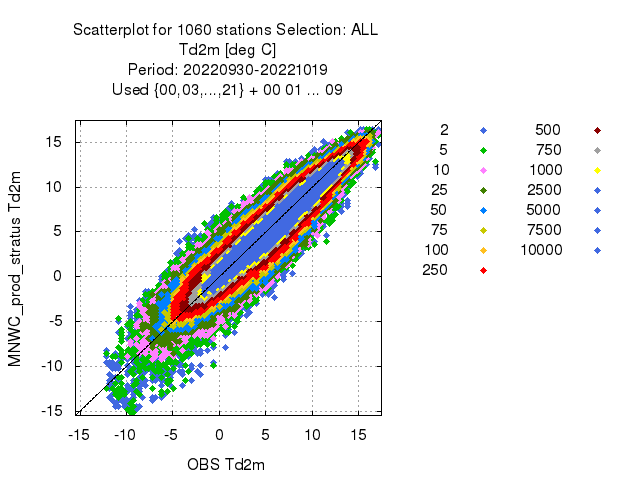 Scatterplot for 1060 stations Selection: ALL
Td2m [deg C]
Period: 20220930-20221019
Used {00,03,...,21} + 00 01 ... 09
MNWC_prod_stratus Td2m
15
10
5
0
-5
-10
-15
-15 -10 -5 0 5 10 15
OBS Td2m
2 500
5 750
10 1000
25 2500
50 5000
75 7500
100 10000
250